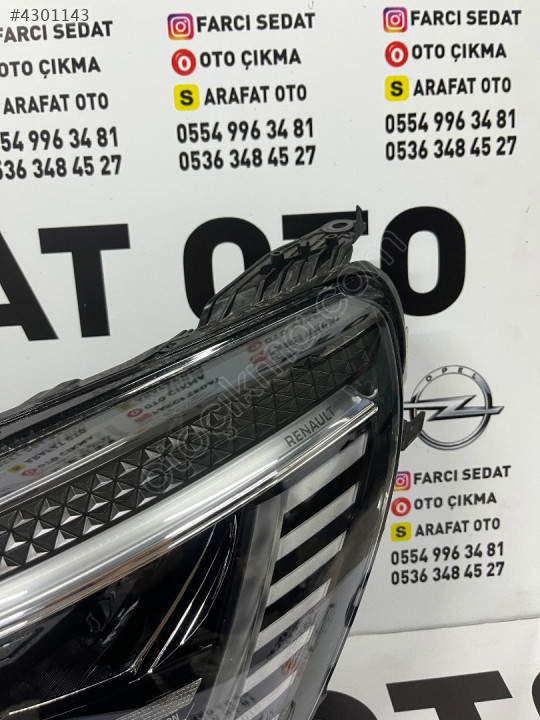 #4301143
FARCI SEDAT
OTO ÇIKMA
ARAFAT OTO
0554 996 34 81
0536 348 45 27
FARCI SEDAT
OTO ÇIKMA
S ARAFAT OTO
0554 996 34 81
0536 348 45 27
FARCI SEDAT
OTO ÇIKMA
S ARAFAT OTO
0554 996 34 81
0536 348 45 27
AT OTO
otoçıkma.com
RENAULT
OPEL
FARCI SEDAT
OTO ÇIKMA
S ARAFAT OTO
0554 996 34 81
0536 348 45 27